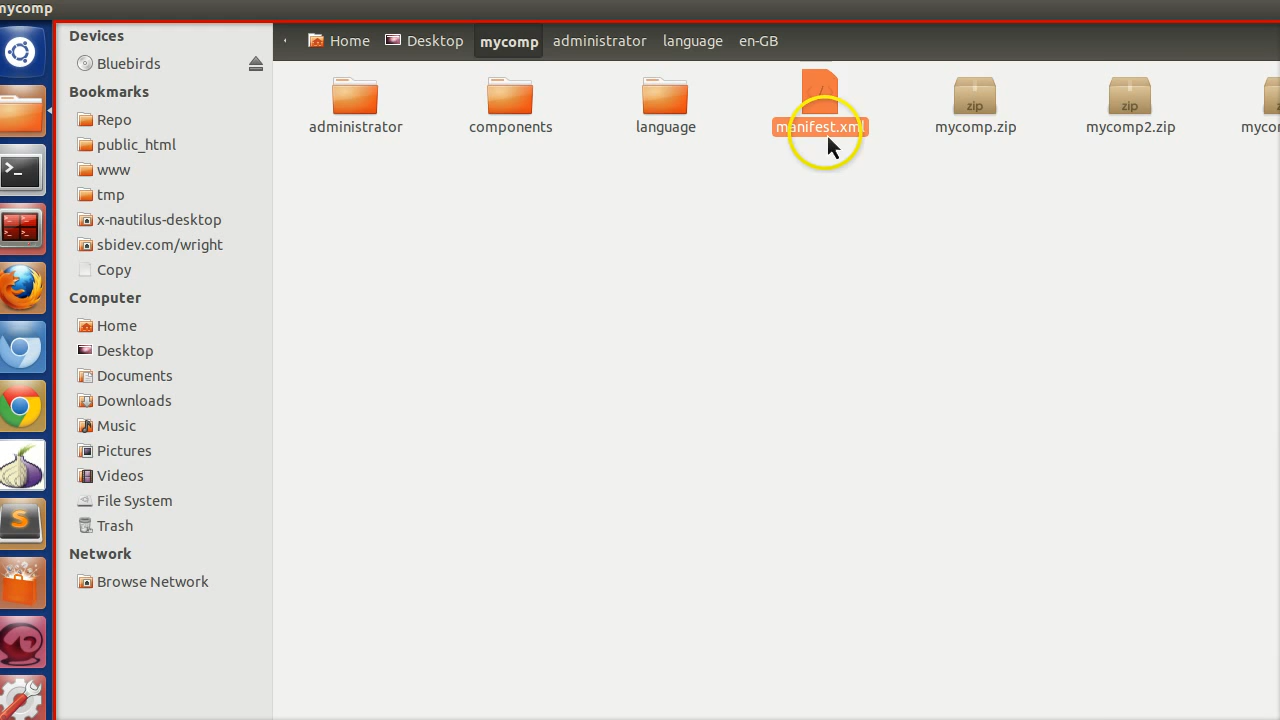 mycomp
Devices
Bluebirds
Bookmarks
Repo
public_html
www
tmp
x-nautilus-desktop
sbidev.com/wright
Copy
Computer
Home
Desktop
Documents
Downloads
Music
Pictures
Videos
File System
Trash
Network
Browse Network
Home Desktop mycomp administrator language en-GB
administrator components language manifest.xml mycomp.zip mycomp2.zip myco
zip zip z